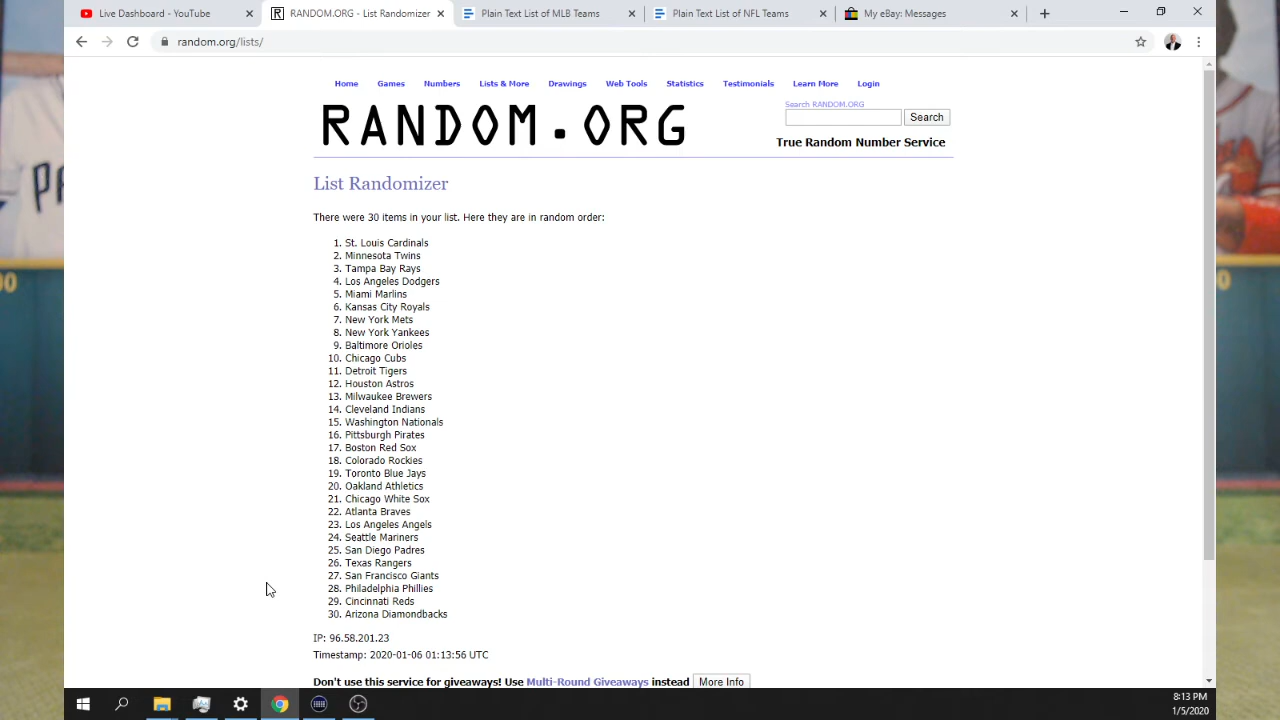 Live Dashboard - YouTube
RANDOM.ORG - List Randomizer
Plain Text List of MLB Teams
Plain Text List of NFL Teams
My eBay: Messages
random.org/lists/
Home Games Numbers Lists & More Drawings Web Tools Statistics Testimonials Learn More Login
RANDOM.ORG
Search RANDOM.ORG
Search
True Random Number Service
List Randomizer
There were 30 items in your list. Here they are in random order:
1. St. Louis Cardinals
2. Minnesota Twins
3. Tampa Bay Rays
4. Los Angeles Dodgers
5. Miami Marlins
6. Kansas City Royals
7. New York Mets
8. New York Yankees
9. Baltimore Orioles
10. Chicago Cubs
11. Detroit Tigers
12. Houston Astros
13. Milwaukee Brewers
14. Cleveland Indians
15. Washington Nationals
16. Pittsburgh Pirates
17. Boston Red Sox
18. Colorado Rockies
19. Toronto Blue Jays
20. Oakland Athletics
21. Chicago White Sox
22. Atlanta Braves
23. Los Angeles Angels
24. Seattle Mariners
25. San Diego Padres
26. Texas Rangers
27. San Francisco Giants
28. Philadelphia Phillies
29. Cincinnati Reds
30. Arizona Diamondbacks
IP: 96.58.201.23
Timestamp: 2020-01-06 01:13:56 UTC
Don't use this service for giveaways! Use Multi-Round Giveaways instead More Info
8:13 PM
1/5/2020